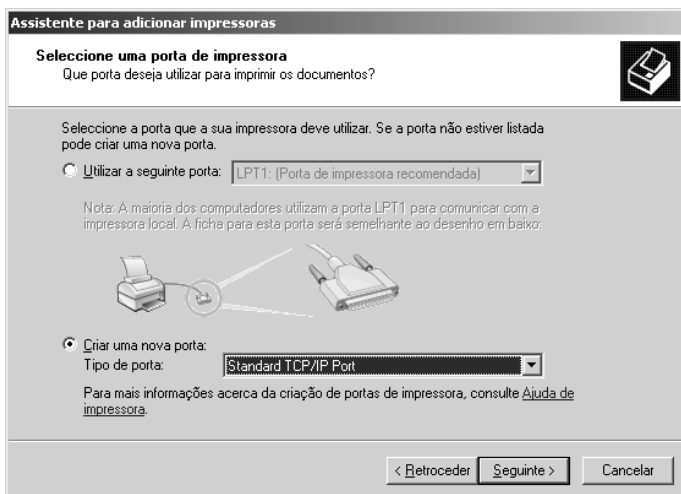 Assistente para adicionar impressoras
Seleccione uma porta de impressora
Que porta deseja utilizar para imprimir os documentos?
Seleccione a porta que a sua impressora deve utilizar. Se a porta não estiver listada
pode criar uma nova porta.
Utilizar a seguinte porta: LPT1: (Porta de impressora recomendada)
Nota: A maioria dos computadores utilizam a porta LPT1 para comunicar com a
impressora local. A ficha para esta porta será semelhante ao desenho em baixo:
Criar uma nova porta:
Tipo de porta: Standard TCP/IP Port
Para mais informações acerca da criação de portas de impressora, consulte Ajuda de
impressora.
< Retroceder Seguinte > Cancelar